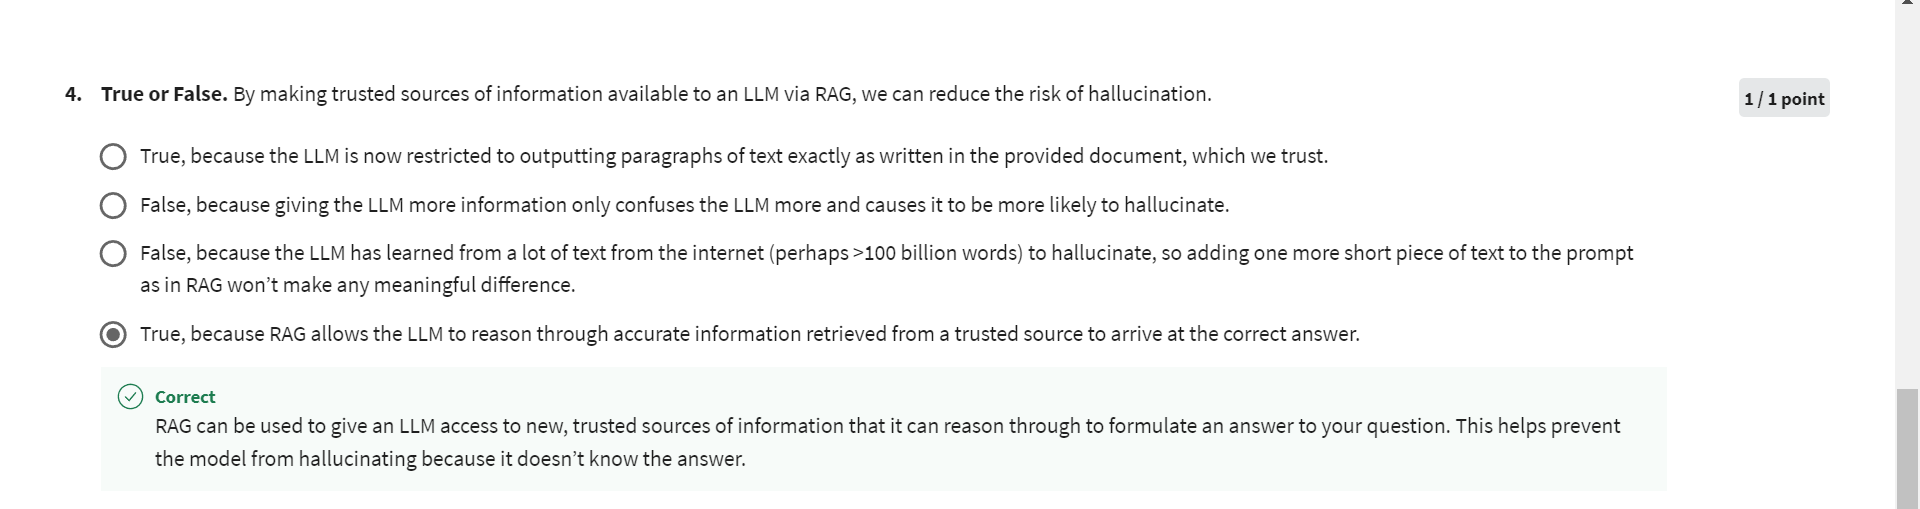 4. True or False. By making trusted sources of information available to an LLM via RAG, we can reduce the risk of hallucination.
1 / 1 point
True, because the LLM is now restricted to outputting paragraphs of text exactly as written in the provided document, which we trust.
False, because giving the LLM more information only confuses the LLM more and causes it to be more likely to hallucinate.
False, because the LLM has learned from a lot of text from the internet (perhaps >100 billion words) to hallucinate, so adding one more short piece of text to the prompt
as in RAG won’t make any meaningful difference.
True, because RAG allows the LLM to reason through accurate information retrieved from a trusted source to arrive at the correct answer.
Correct
RAG can be used to give an LLM access to new, trusted sources of information that it can reason through to formulate an answer to your question. This helps prevent
the model from hallucinating because it doesn’t know the answer.